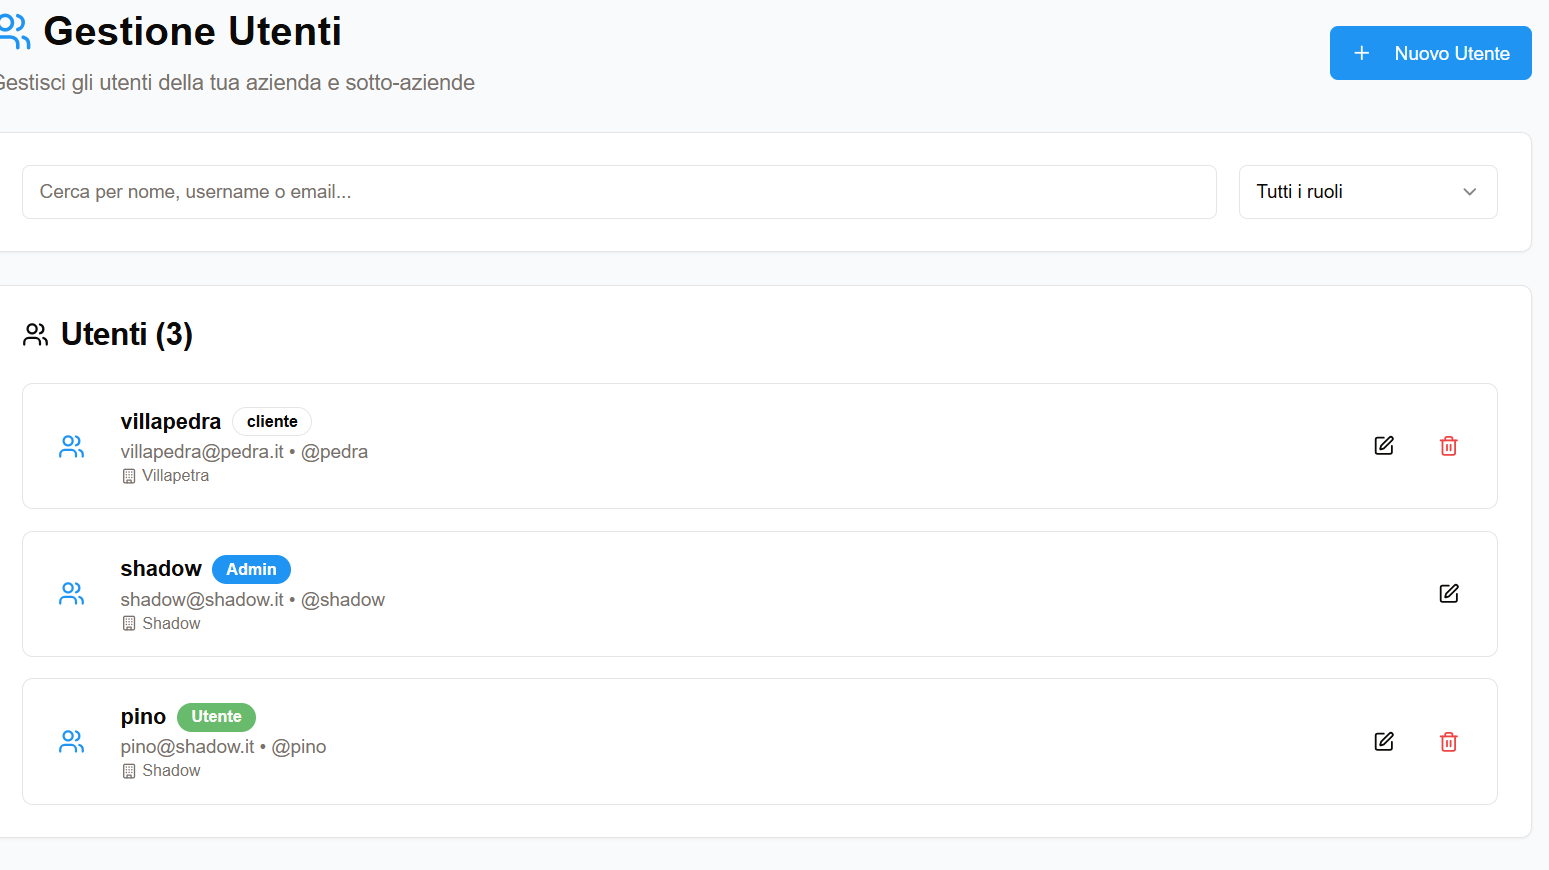 Gestione Utenti
Gestisci gli utenti della tua azienda e sotto-aziende
Nuovo Utente
Cerca per nome, username o email...
Tutti i ruoli
Utenti (3)
villapedra cliente
villapedra@pedra.it • @pedra
Villapetra
shadow Admin
shadow@shadow.it • @shadow
Shadow
pino Utente
pino@shadow.it • @pino
Shadow